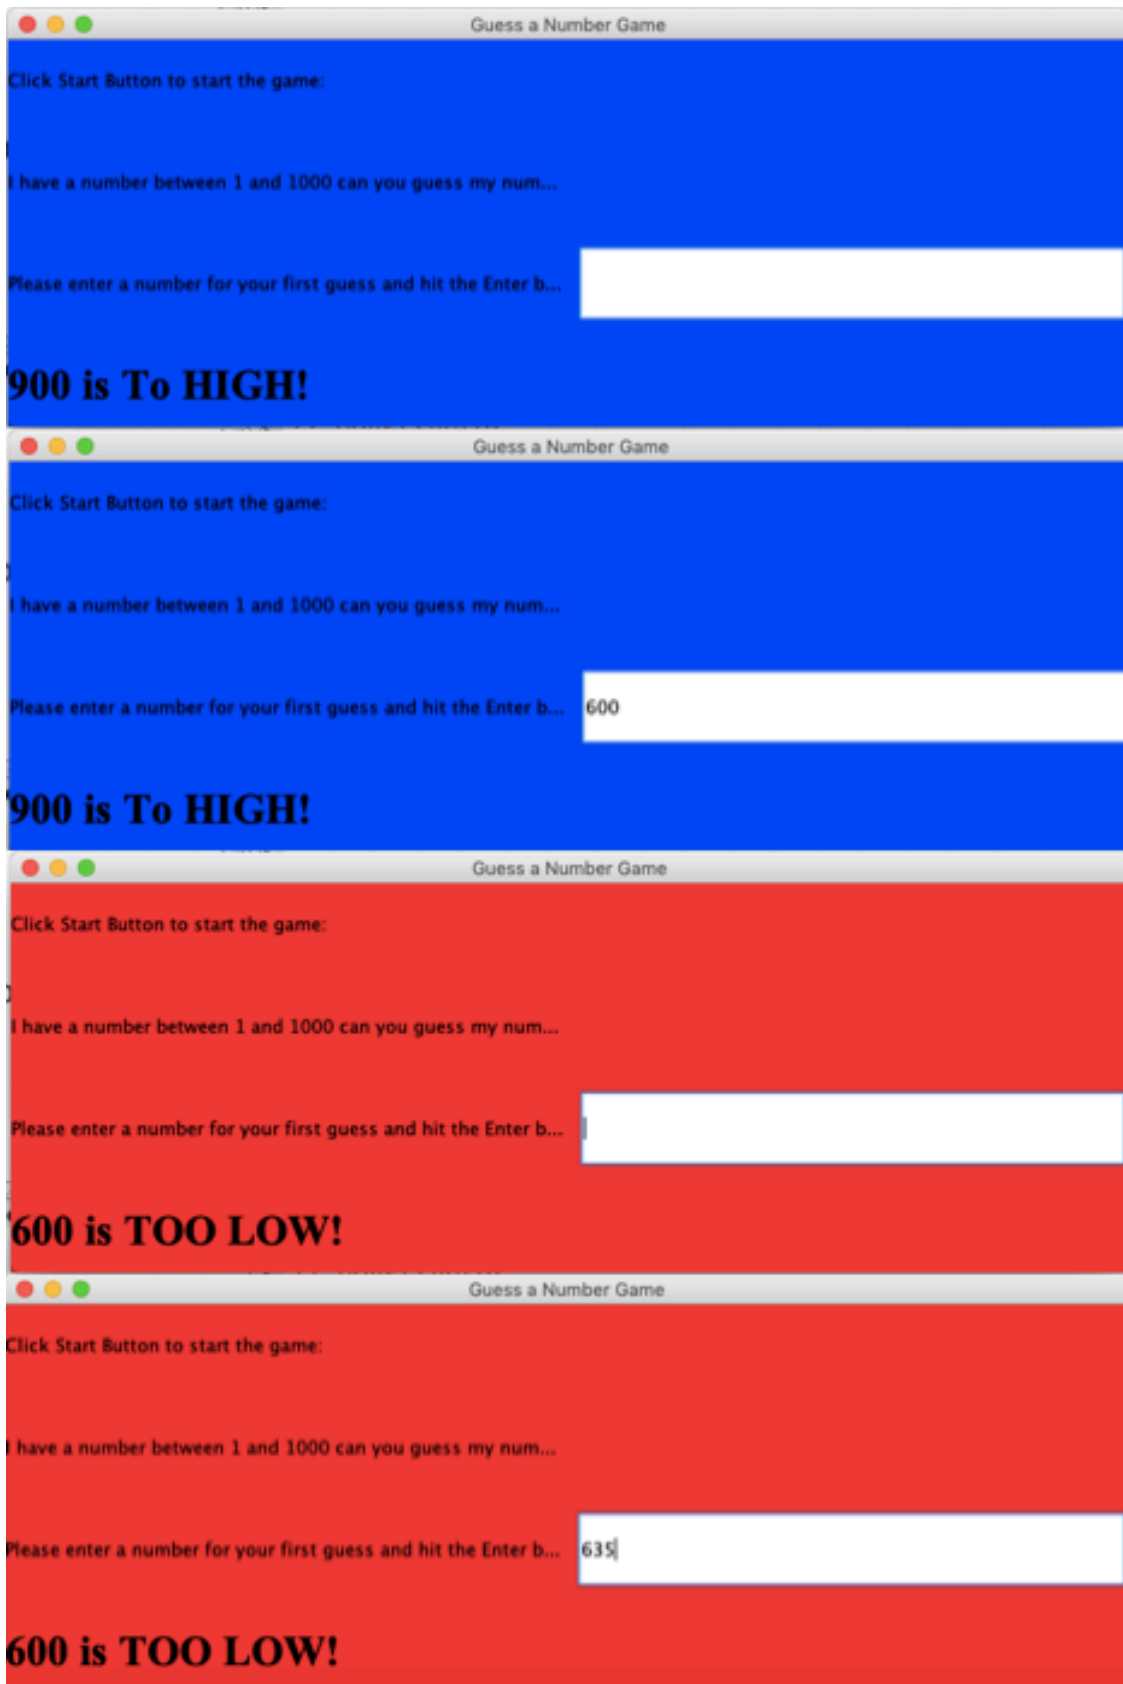 Guess a Number Game
Click Start Button to start the game:
I have a number between 1 and 1000 can you guess my num...
Please enter a number for your first guess and hit the Enter b...
900 is To HIGH!
Guess a Number Game
Click Start Button to start the game:
I have a number between 1 and 1000 can you guess my num...
Please enter a number for your first guess and hit the Enter b... 600
900 is To HIGH!
Guess a Number Game
Click Start Button to start the game:
I have a number between 1 and 1000 can you guess my num...
Please enter a number for your first guess and hit the Enter b...
600 is TOO LOW!
Guess a Number Game
Click Start Button to start the game:
I have a number between 1 and 1000 can you guess my num...
Please enter a number for your first guess and hit the Enter b... 635
600 is TOO LOW!